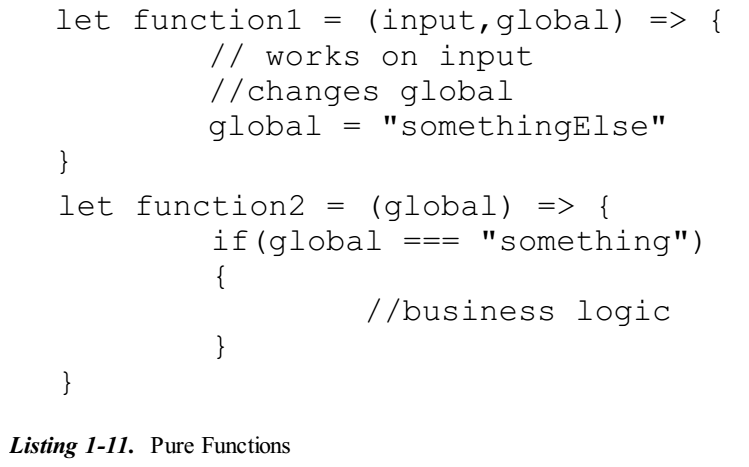 let function1 = (input,global) => {
// works on input
//changes global
global = "somethingElse"
}
let function2 = (global) => {
if(global === "something")
{
//business logic
}
}
Listing 1-11. Pure Functions